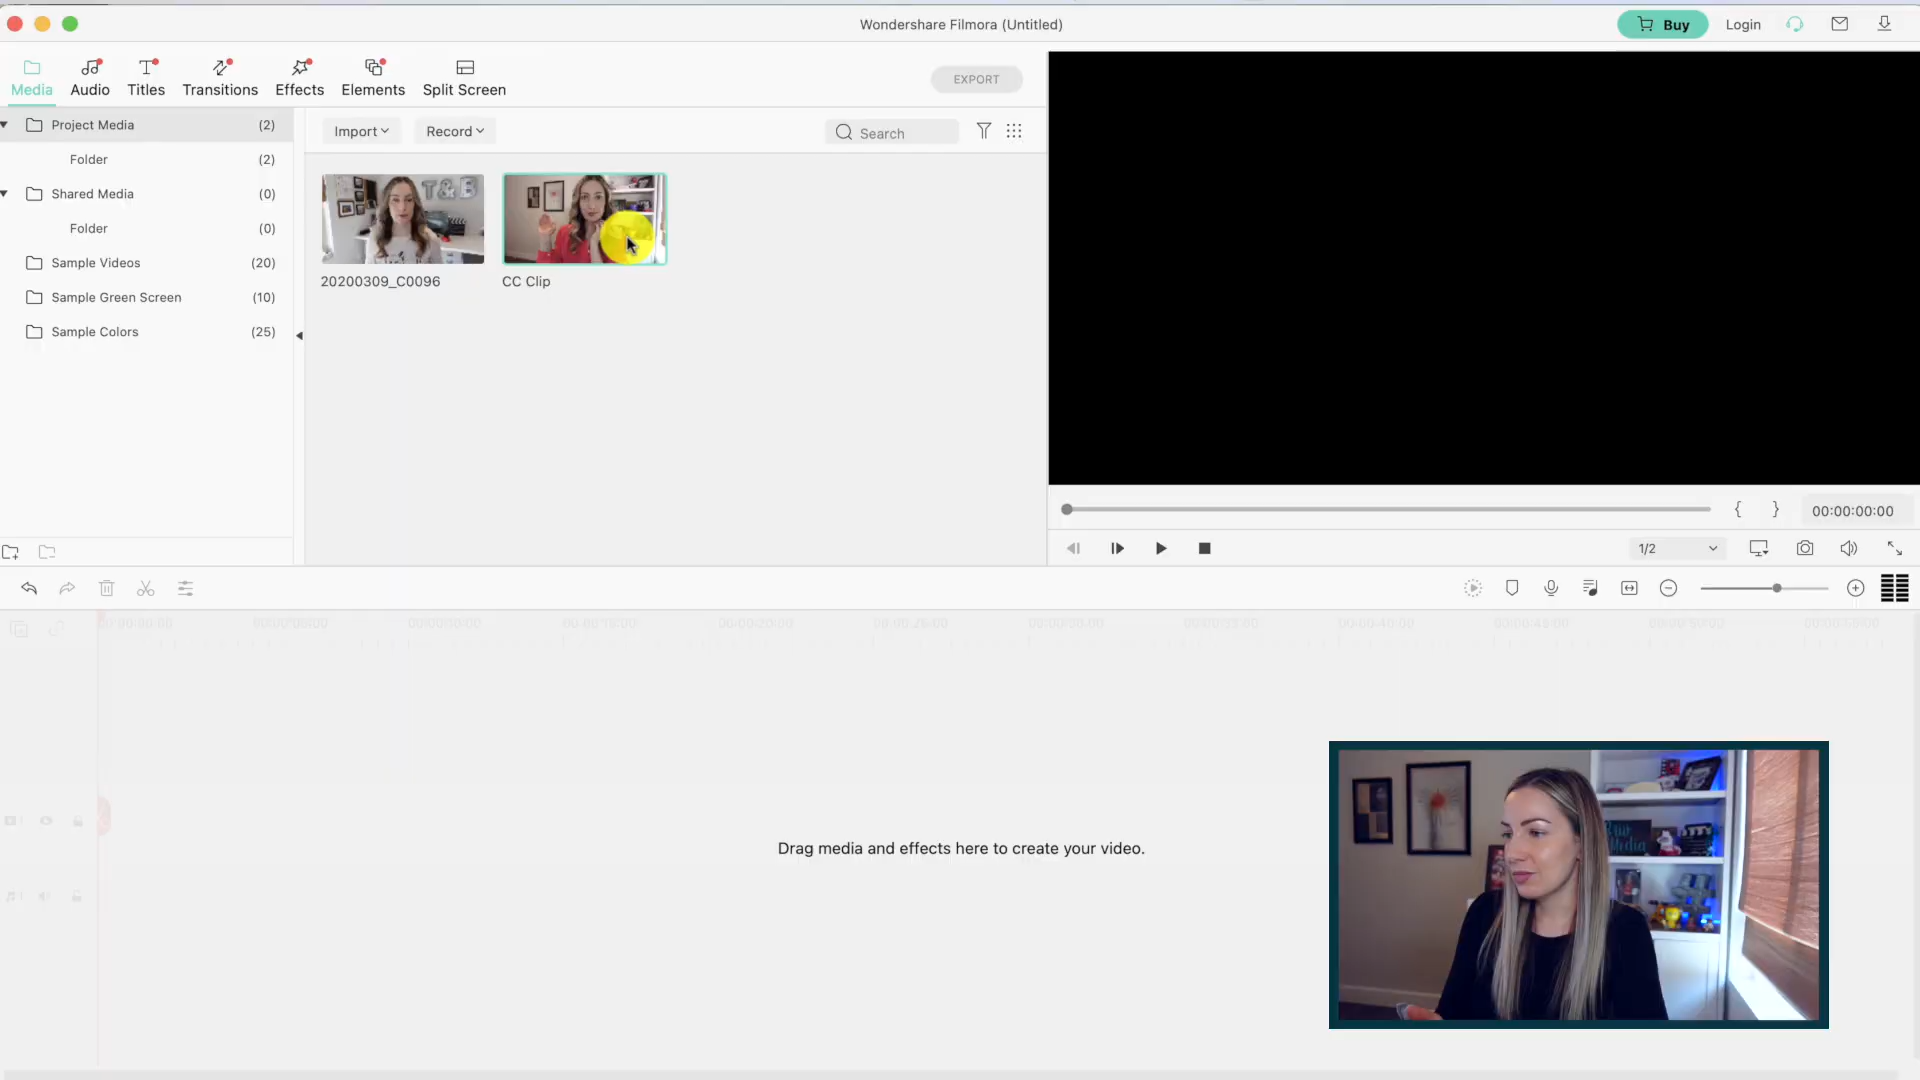 Wondershare Filmora (Untitled)
Buy
Login
Media
Audio
Titles
Transitions
Effects
Elements
Split Screen
EXPORT
Project Media (2)
Folder (2)
Shared Media (0)
Folder (0)
Sample Videos (20)
Sample Green Screen (10)
Sample Colors (25)
Import
Record
Search
T&B
20200309_C0096
CC Clip
{ }
00:00:00:00
1/2
Drag media and effects here to create your video.
Media